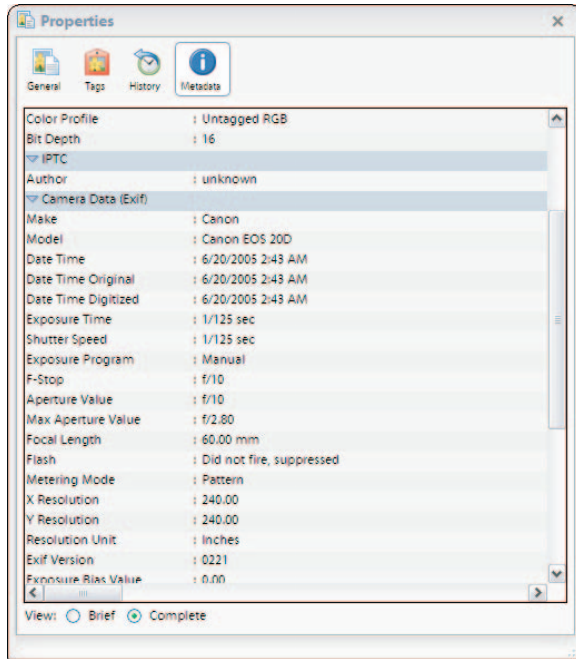 Properties
General Tags History Metadata
Color Profile : Untagged RGB
Bit Depth : 16
IPTC
Author : unknown
Camera Data (Exif)
Make : Canon
Model : Canon EOS 20D
Date Time : 6/20/2005 2:43 AM
Date Time Original : 6/20/2005 2:43 AM
Date Time Digitized : 6/20/2005 2:43 AM
Exposure Time : 1/125 sec
Shutter Speed : 1/125 sec
Exposure Program : Manual
F-Stop : f/10
Aperture Value : f/10
Max Aperture Value : f/2.80
Focal Length : 60.00 mm
Flash : Did not fire, suppressed
Metering Mode : Pattern
X Resolution : 240.00
Y Resolution : 240.00
Resolution Unit : Inches
Exif Version : 0221
Exposure Bias Value : 0.00
View: Brief Complete